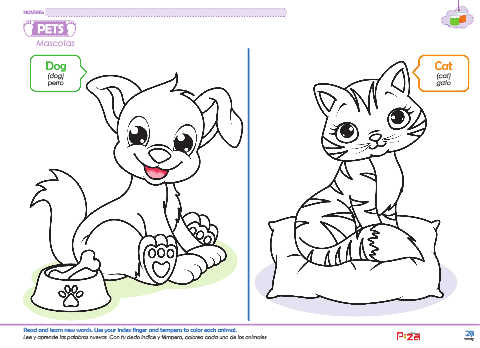 PETS
Mascotas
Dog
(dog)
perro
Cat
(cat)
gato
Read and learn new words. Use your index finger and tempera to color each animal.
Lee y aprende las palabras nuevas. Con tu dedo índice y témpera, colorea cada uno de los animales